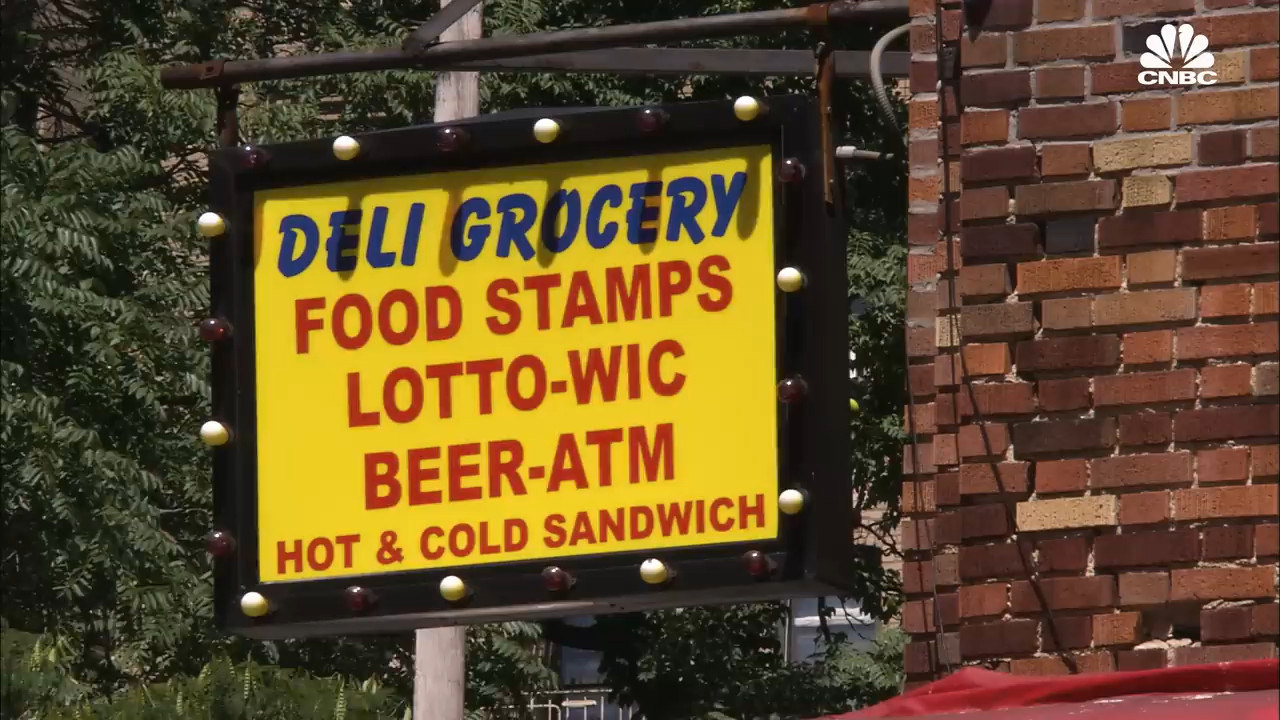 CNBC
DELI GROCERY
FOOD STAMPS
LOTTO-WIC
BEER-ATM
HOT & COLD SANDWICH